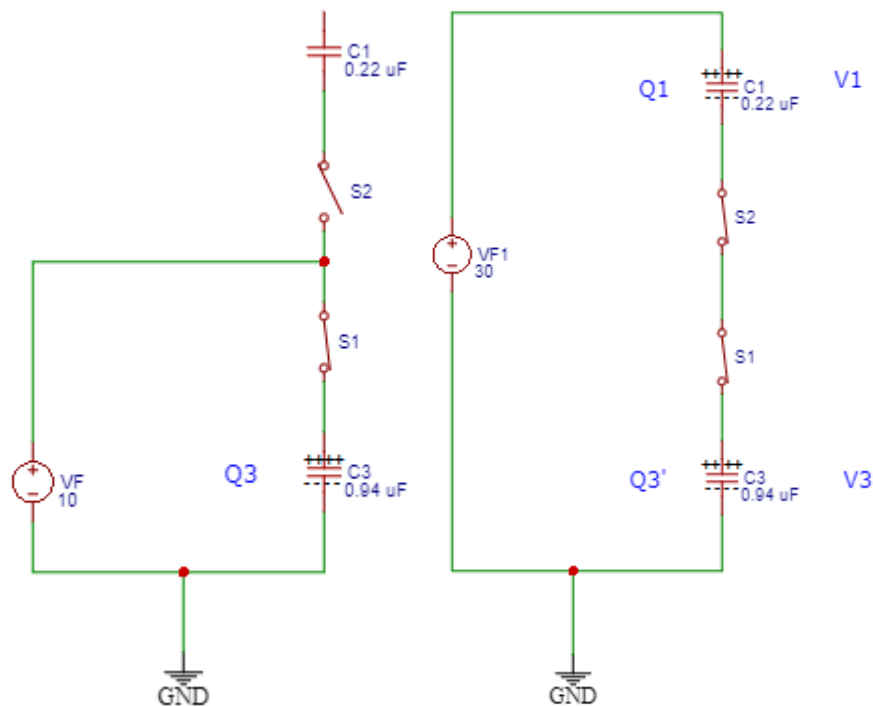 C1
0.22 uF
S2
S1
VF
10
Q3
++++
C3
0.94 uF
-----
GND
Q1
++++
C1
0.22 uF
-----
V1
S2
VF1
30
S1
Q3'
++++
C3
0.94 uF
-----
V3
GND